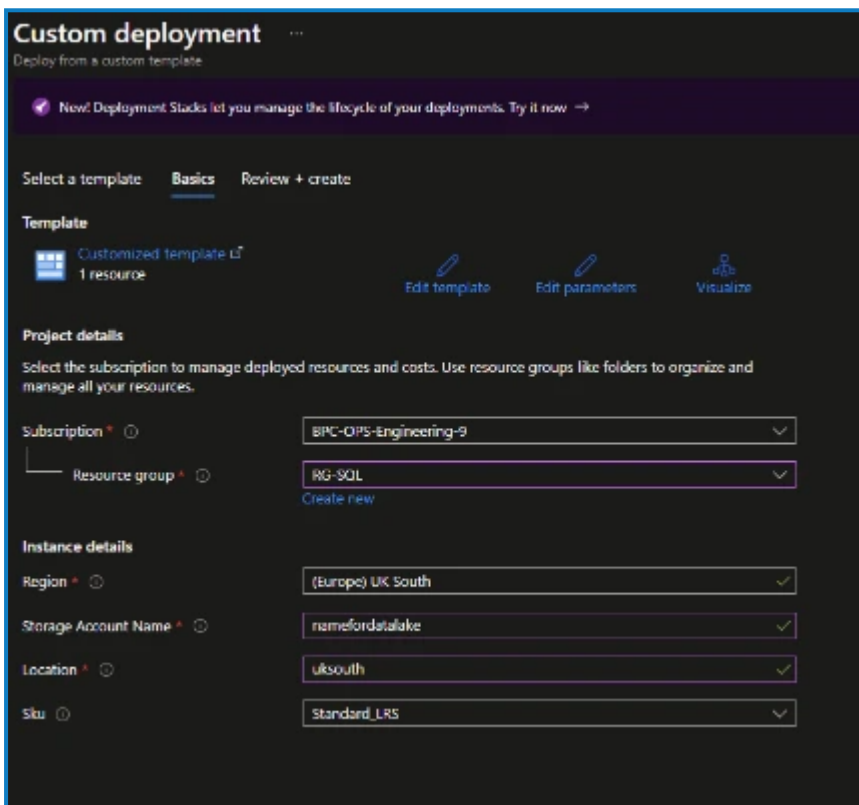 Custom deployment ...
Deploy from a custom template
New! Deployment Stacks let you manage the lifecycle of your deployments. Try it now →
Select a template Basics Review + create
Template
Customized template
1 resource
Edit template Edit parameters Visualize
Project details
Select the subscription to manage deployed resources and costs. Use resource groups like folders to organize and
manage all your resources.
Subscription * BPC-OPS-Engineering-9
Resource group * RG-SQL
Create new
Instance details
Region * (Europe) UK South
Storage Account Name * namefordatalake
Location * uksouth
Sku Standard_LRS